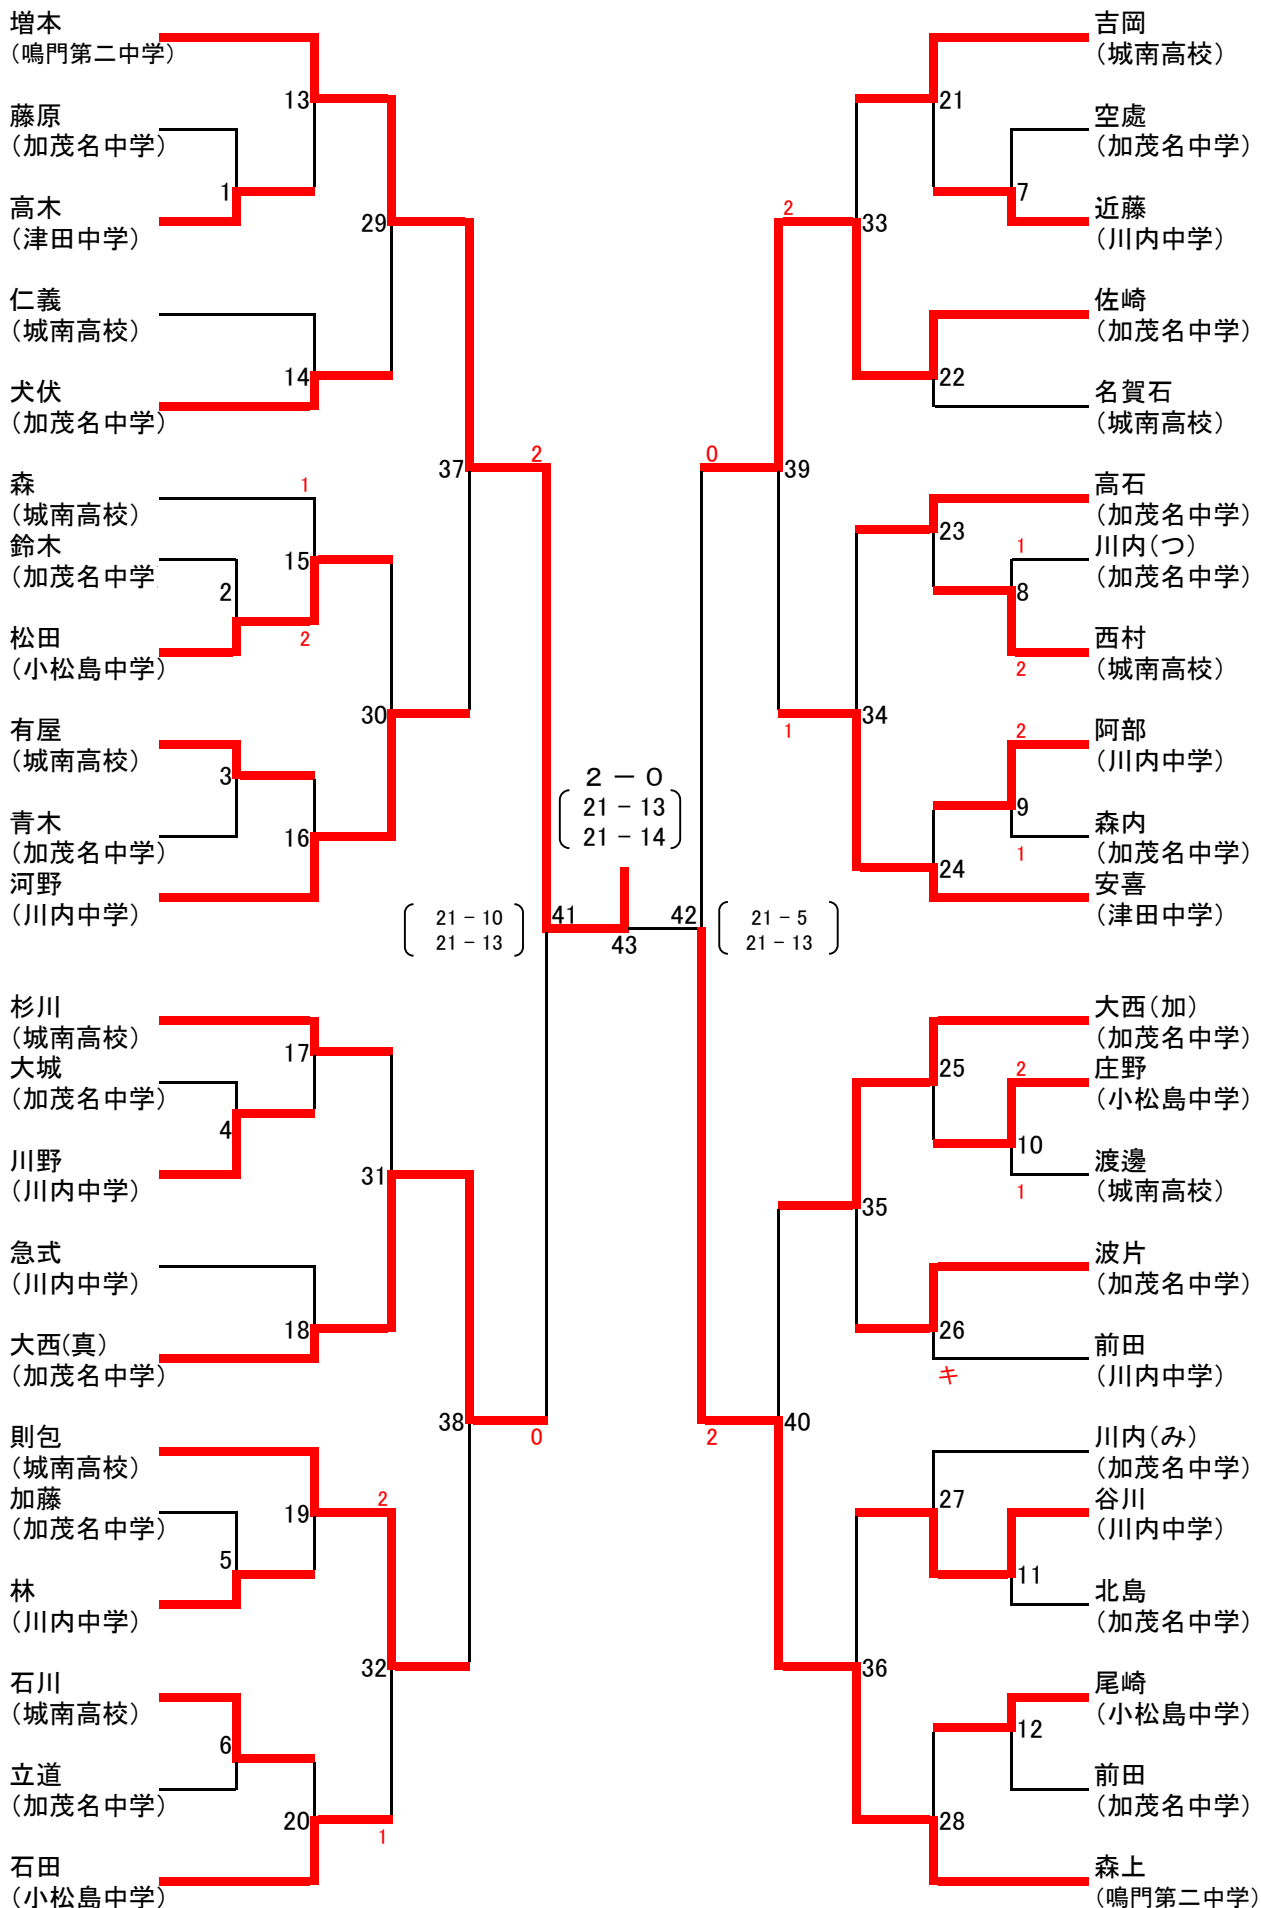 増本
(鳴門第二中学)
13
藤原
(加茂名中学)
1
高木
(津田中学)
29
仁義
(城南高校)
14
犬伏
(加茂名中学)
37
2
森
(城南高校)
1
鈴木
(加茂名中学)
15
2
松田
(小松島中学)
2
30
有屋
(城南高校)
3
青木
(加茂名中学)
16
河野
(川内中学)
杉川
(城南高校)
17
大城
(加茂名中学)
4
川野
(川内中学)
31
急式
(川内中学)
18
大西(真)
(加茂名中学)
38
0
則包
(城南高校)
加藤
(加茂名中学)
19
2
5
林
(川内中学)
32
石川
(城南高校)
6
立道
(加茂名中学)
20
1
石田
(小松島中学)
2 - 0
21 - 13
21 - 14
41
42
43
21 - 10
21 - 13
21 - 5
21 - 13
吉岡
(城南高校)
21
空處
(加茂名中学)
7
近藤
(川内中学)
2
33
佐崎
(加茂名中学)
22
名賀石
(城南高校)
0
39
高石
(加茂名中学)
23
川内(つ)
(加茂名中学)
1
8
西村
(城南高校)
2
34
1
阿部
(川内中学)
2
9
森内
(加茂名中学)
1
24
安喜
(津田中学)
大西(加)
(加茂名中学)
25
庄野
(小松島中学)
2
10
渡邊
(城南高校)
1
35
波片
(加茂名中学)
26
前田
(川内中学)
キ
40
2
川内(み)
(加茂名中学)
27
谷川
(川内中学)
11
北島
(加茂名中学)
36
尾崎
(小松島中学)
12
前田
(加茂名中学)
28
森上
(鳴門第二中学)